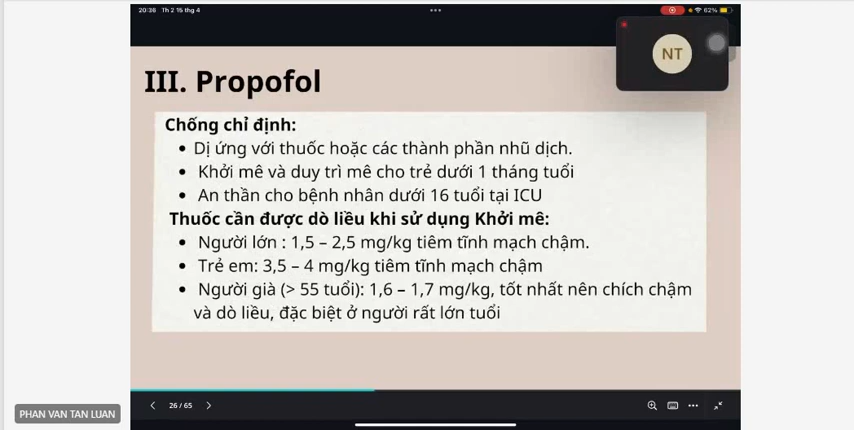 20:36 Th 2 15 thg 4
62%
NT
III. Propofol
Chống chỉ định:
• Dị ứng với thuốc hoặc các thành phần nhũ dịch.
• Khởi mê và duy trì mê cho trẻ dưới 1 tháng tuổi
• An thần cho bệnh nhân dưới 16 tuổi tại ICU
Thuốc cần được dò liều khi sử dụng Khởi mê:
• Người lớn : 1,5 – 2,5 mg/kg tiêm tĩnh mạch chậm.
• Trẻ em: 3,5 – 4 mg/kg tiêm tĩnh mạch chậm
• Người già (> 55 tuổi): 1,6 – 1,7 mg/kg, tốt nhất nên chích chậm
và dò liều, đặc biệt ở người rất lớn tuổi
26 / 65
PHAN VAN TAN LUAN